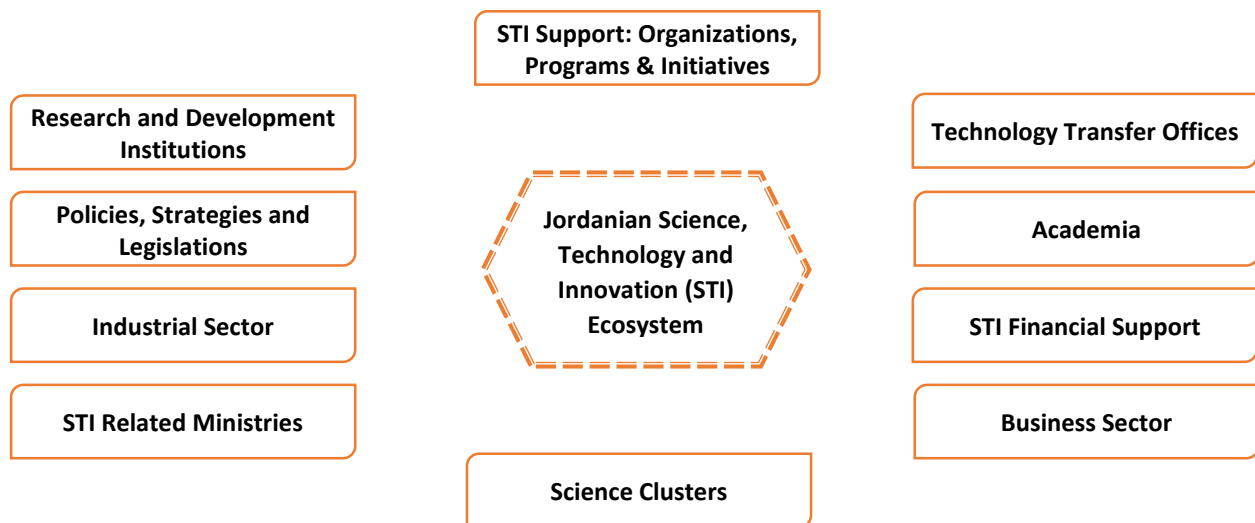 STI Support: Organizations,
Programs & Initiatives
Research and Development
Institutions
Policies, Strategies and
Legislations
Industrial Sector
STI Related Ministries
Jordanian Science,
Technology and
Innovation (STI)
Ecosystem
Technology Transfer Offices
Academia
STI Financial Support
Business Sector
Science Clusters